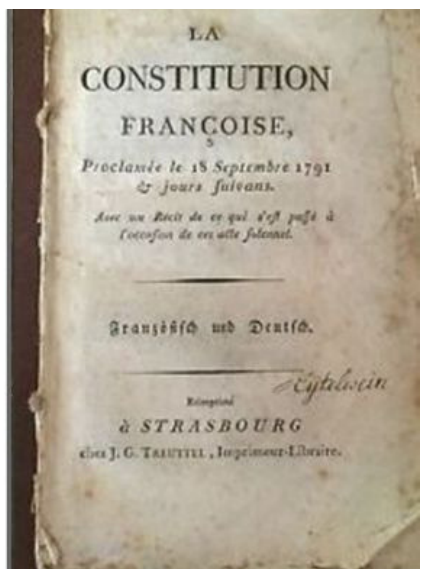 LA
CONSTITUTION
FRANÇOISE,
Proclamée le 18 Septembre 1791
& jours ſuivans.
Avec un Récit de ce qui s'eſt paſſé à
l'occaſion de cet acte ſolennel.
Franzöſiſch und Deutſch.
Eytelwein
Réimprimé
à STRASBOURG
chez J. G. TREUTTEL, Imprimeur-Libraire.